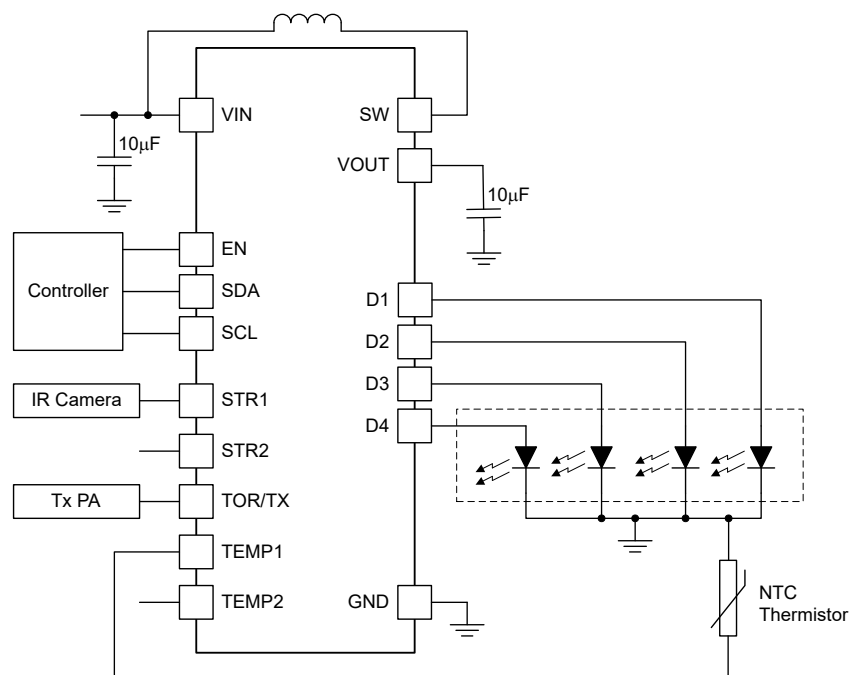 VIN
SW
10μF
VOUT
10μF
EN
Controller
SDA
D1
SCL
D2
D3
IR Camera
STR1
D4
STR2
Tx PA
TOR/TX
TEMP1
TEMP2
GND
NTC
Thermistor